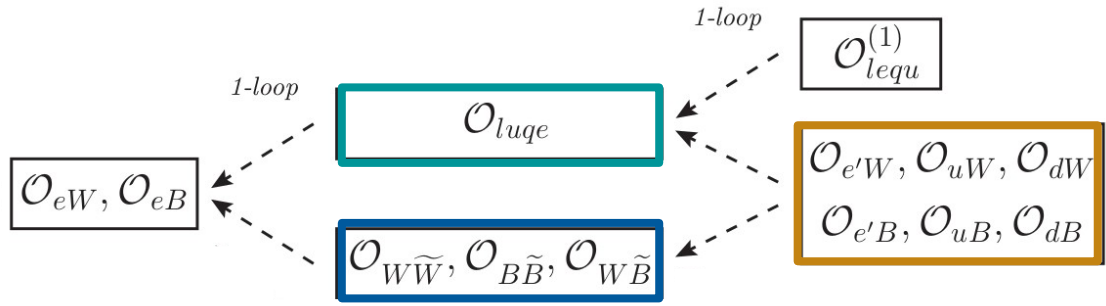 1-loop
𝒪_{lequ}^{(1)}
1-loop
𝒪_{luqe}
𝒪_{e'W}, 𝒪_{uW}, 𝒪_{dW}
𝒪_{eW}, 𝒪_{eB}
𝒪_{e'B}, 𝒪_{uB}, 𝒪_{dB}
𝒪_{W\widetilde{W}}, 𝒪_{B\widetilde{B}}, 𝒪_{W\widetilde{B}}